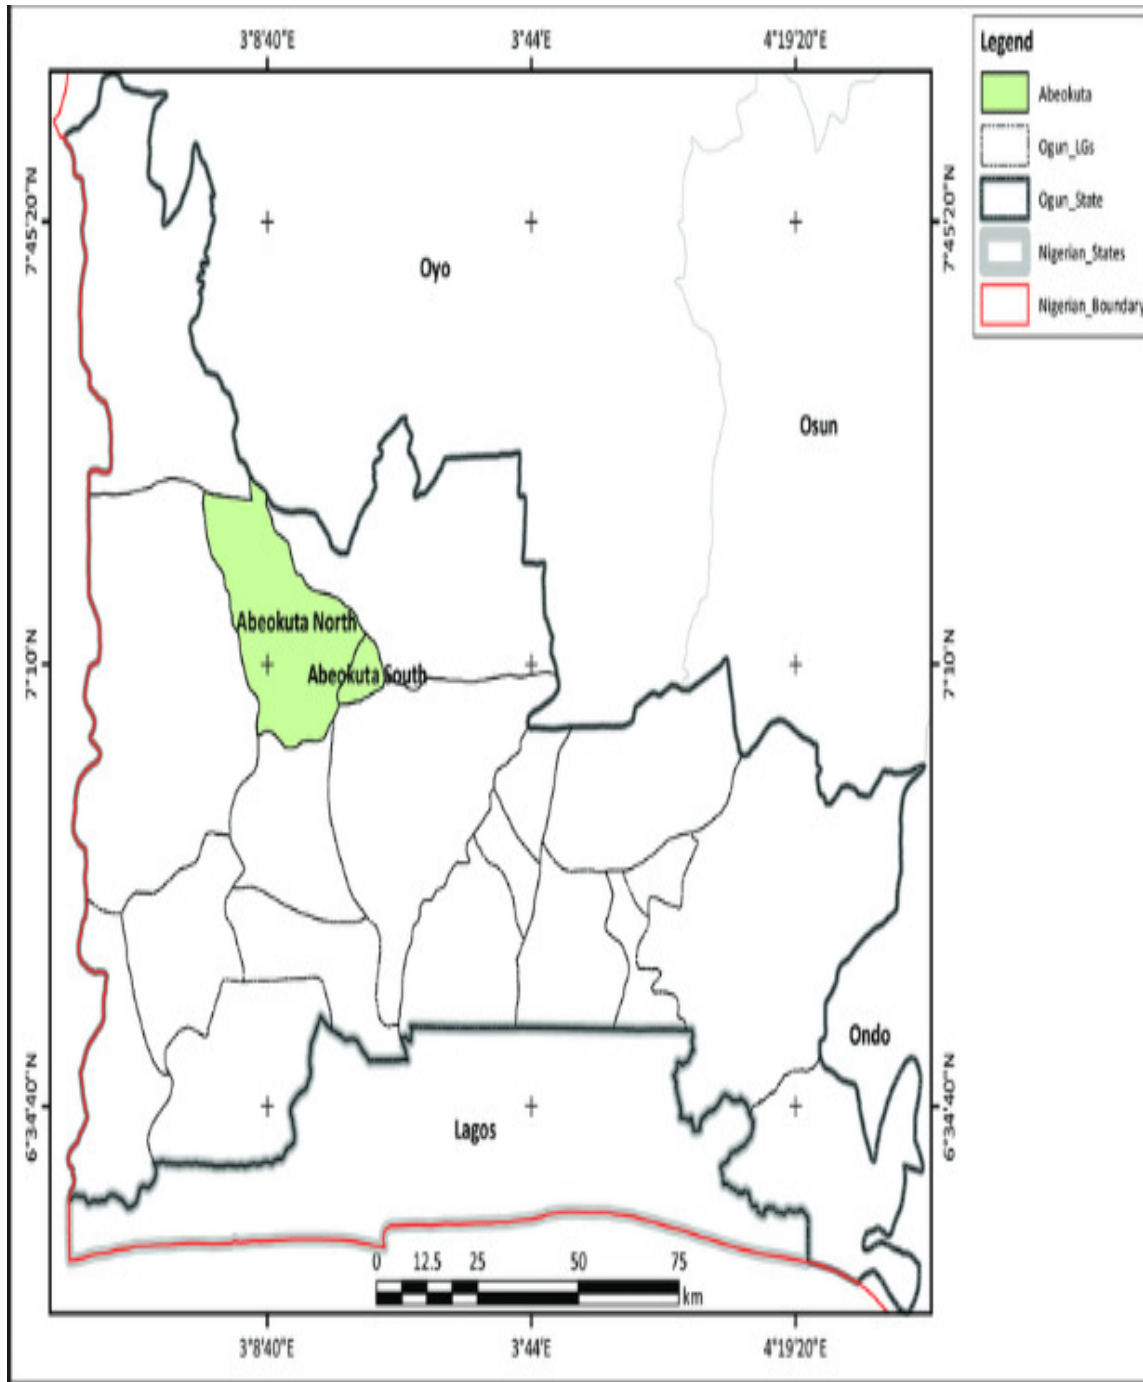 3°8'40"E 3°44'E 4°19'20"E
Legend
Abeokuta
Ogun_LGs
Ogun_State
Nigerian_States
Nigerian_Boundary
7°45'20"N 7°45'20"N
Oyo
Osun
Abeokuta North
7°10'N 7°10'N
Abeokuta South
Ondo
6°34'40"N 6°34'40"N
Lagos
0 12.5 25 50 75
km
3°8'40"E 3°44'E 4°19'20"E